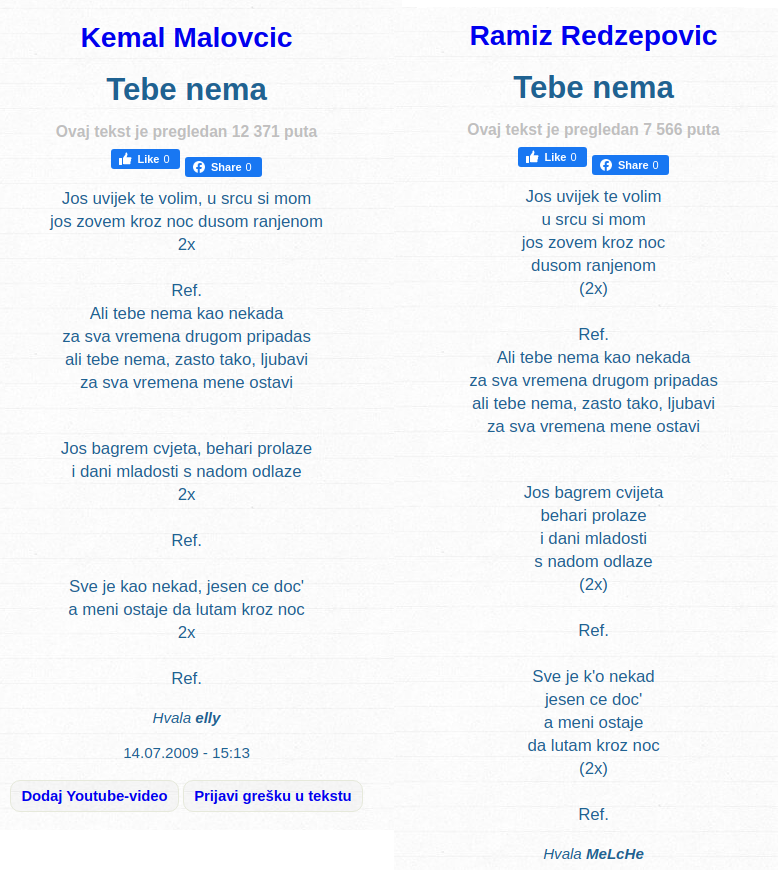 Kemal Malovcic
Tebe nema
Ovaj tekst je pregledan 12 371 puta
Like 0
Share 0
Jos uvijek te volim, u srcu si mom
jos zovem kroz noc dusom ranjenom
2x
Ref.
Ali tebe nema kao nekada
za sva vremena drugom pripadas
ali tebe nema, zasto tako, ljubavi
za sva vremena mene ostavi
Jos bagrem cvjeta, behari prolaze
i dani mladosti s nadom odlaze
2x
Ref.
Sve je kao nekad, jesen ce doc'
a meni ostaje da lutam kroz noc
2x
Ref.
Hvala elly
14.07.2009 - 15:13
Dodaj Youtube-video
Prijavi grešku u tekstu
Ramiz Redzepovic
Tebe nema
Ovaj tekst je pregledan 7 566 puta
Like 0
Share 0
Jos uvijek te volim
u srcu si mom
jos zovem kroz noc
dusom ranjenom
(2x)
Ref.
Ali tebe nema kao nekada
za sva vremena drugom pripadas
ali tebe nema, zasto tako, ljubavi
za sva vremena mene ostavi
Jos bagrem cvijeta
behari prolaze
i dani mladosti
s nadom odlaze
(2x)
Ref.
Sve je k'o nekad
jesen ce doc'
a meni ostaje
da lutam kroz noc
(2x)
Ref.
Hvala MeLcHe